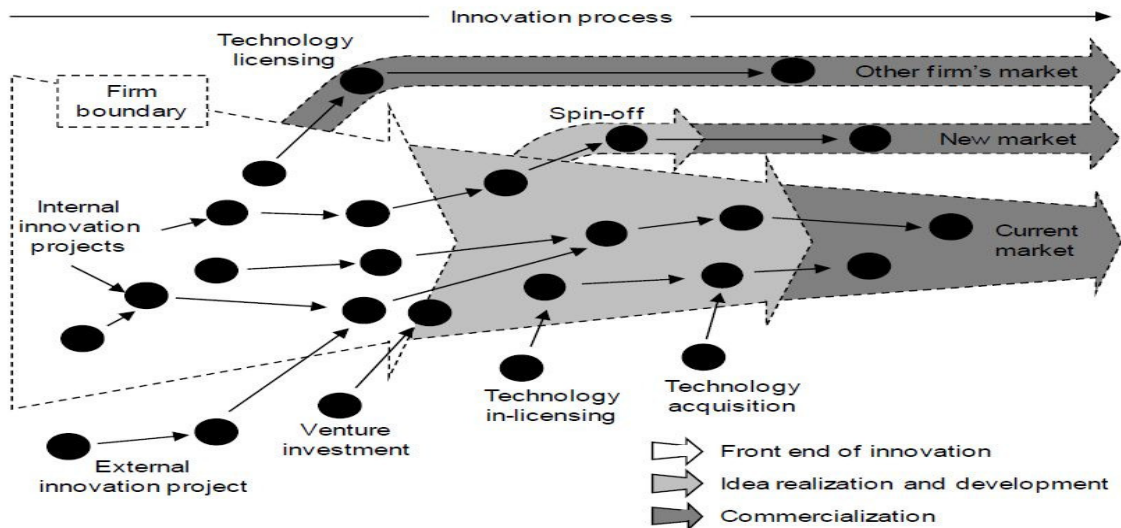 Innovation process
Technology
licensing
Other firm's market
Firm
boundary
Spin-off
New market
Internal
innovation
projects
Current
market
Technology
in-licensing
Technology
acquisition
Venture
investment
External
innovation project
Front end of innovation
Idea realization and development
Commercialization